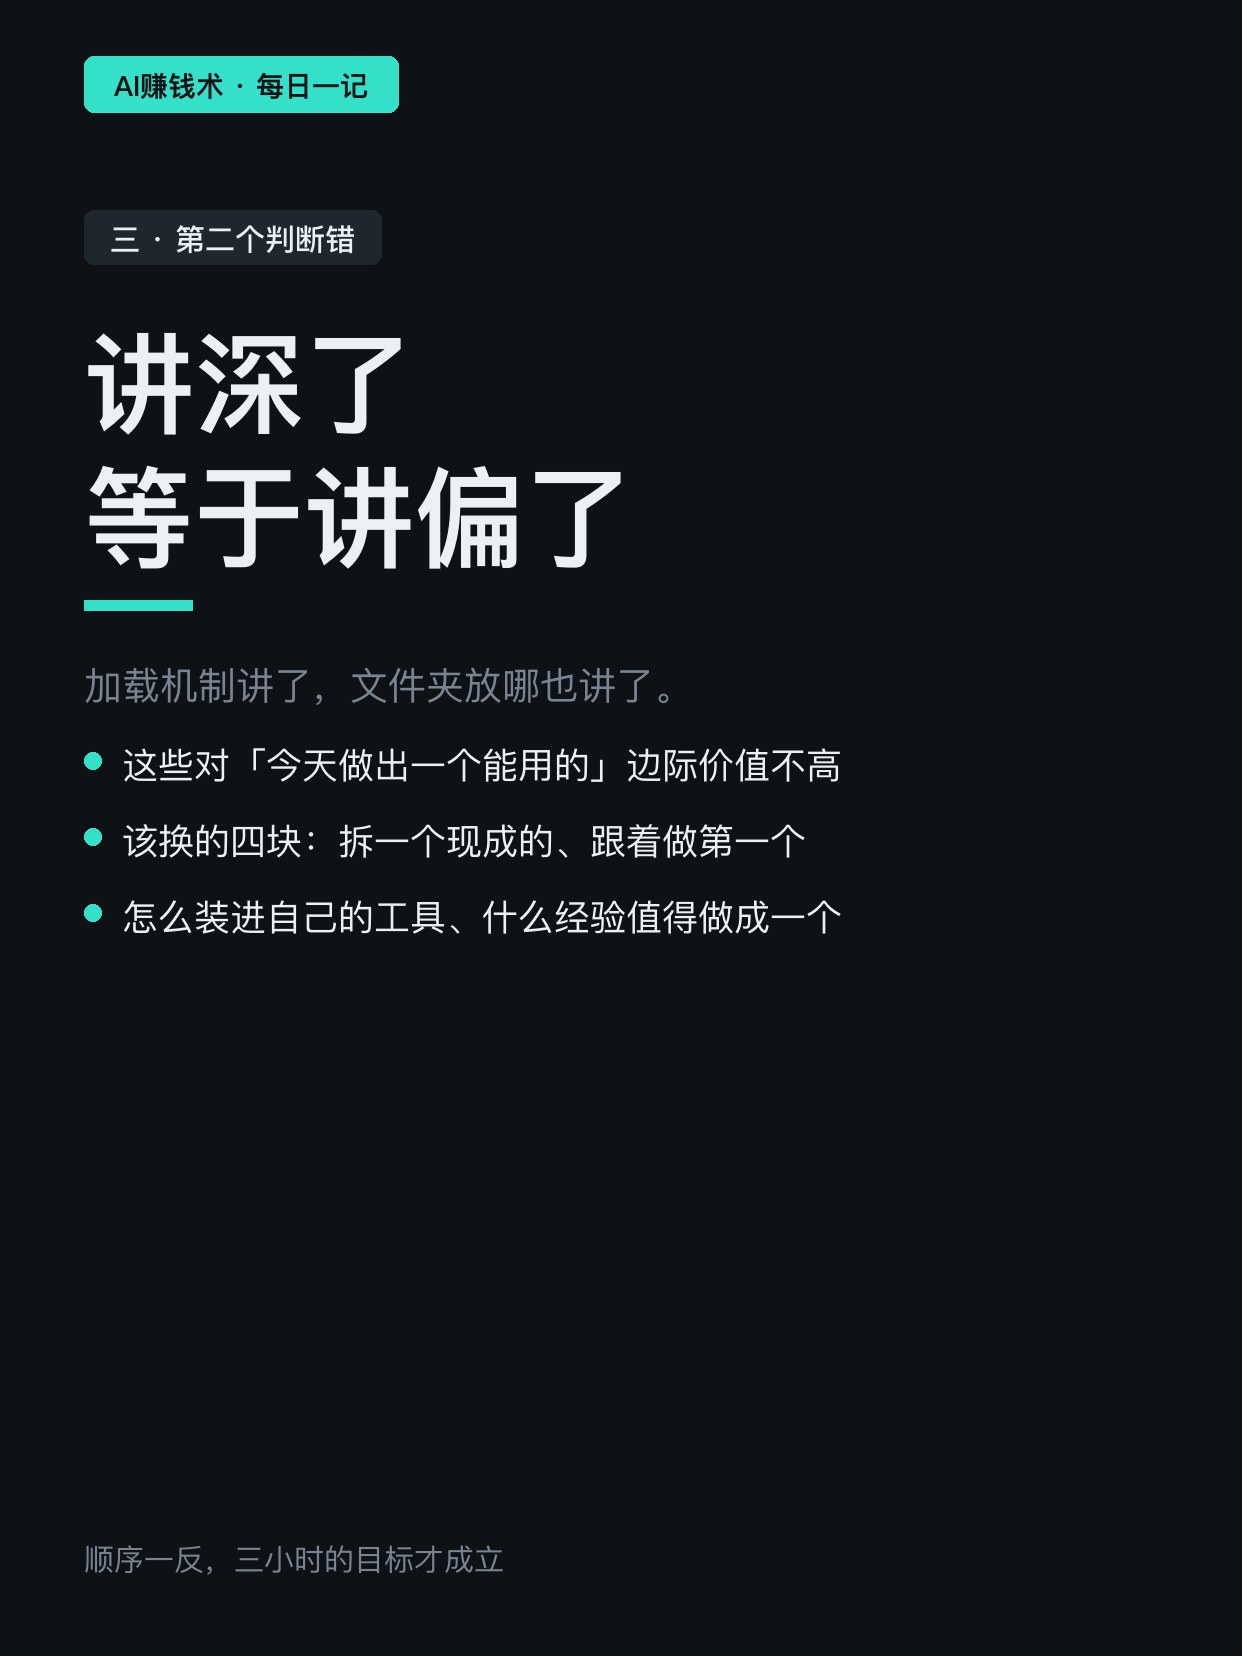 AI赚钱术 · 每日一记
三 · 第二个判断错
讲深了
等于讲偏了
加载机制讲了，文件夹放哪也讲了。
这些对「今天做出一个能用的」边际价值不高
该换的四块：拆一个现成的、跟着做第一个
怎么装进自己的工具、什么经验值得做成一个
顺序一反，三小时的目标才成立